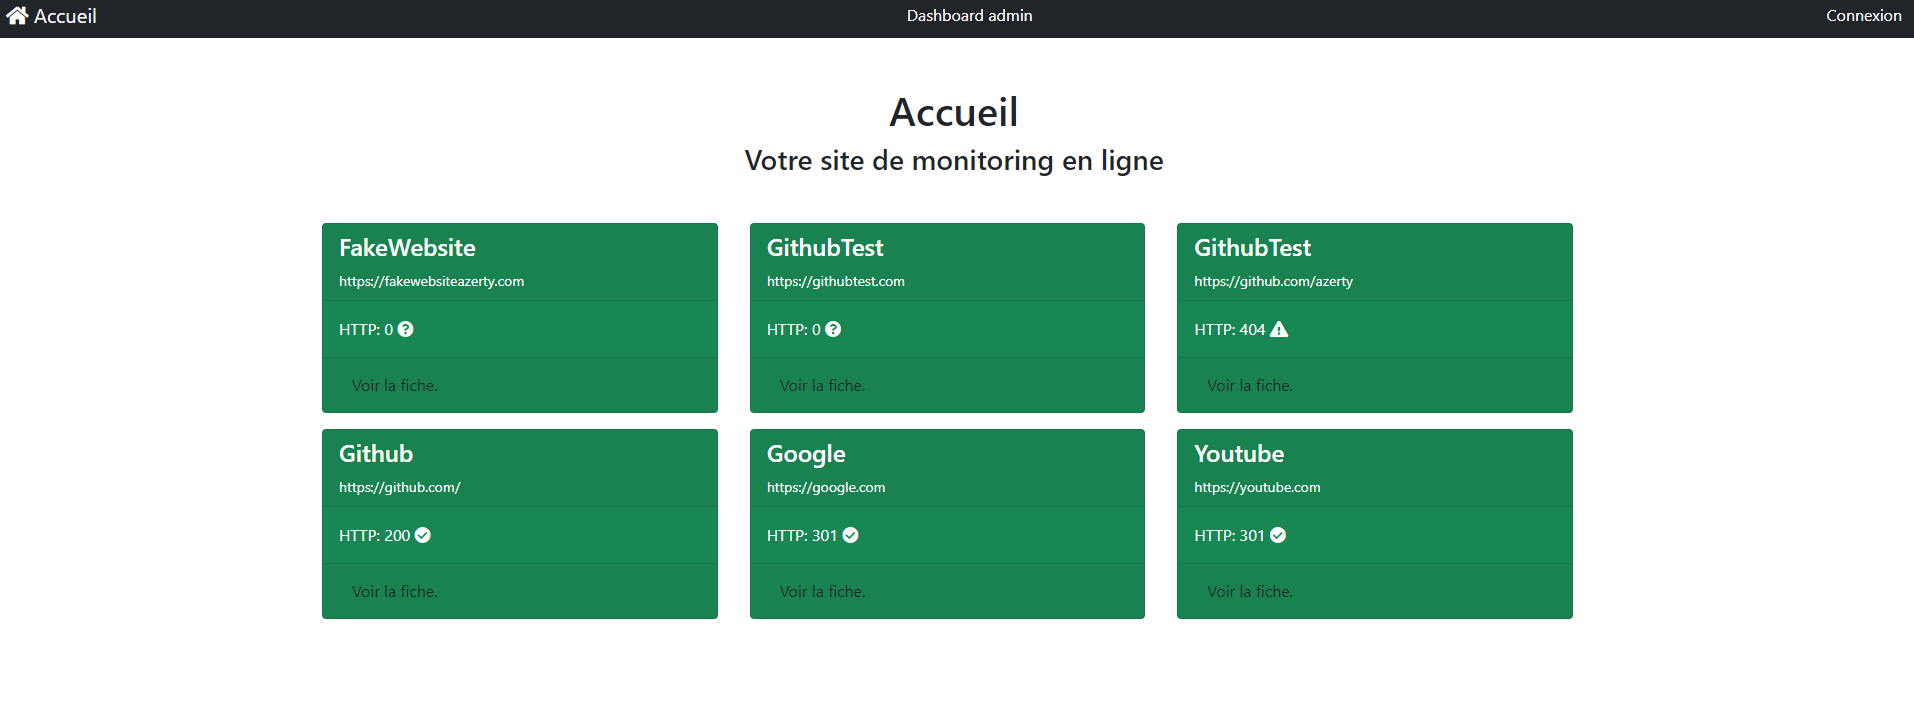 Accueil
Dashboard admin
Connexion
Accueil
Votre site de monitoring en ligne
FakeWebsite
https://fakewebsiteazerty.com
HTTP: 0
Voir la fiche.
GithubTest
https://githubtest.com
HTTP: 0
Voir la fiche.
GithubTest
https://github.com/azerty
HTTP: 404
Voir la fiche.
Github
https://github.com/
HTTP: 200
Voir la fiche.
Google
https://google.com
HTTP: 301
Voir la fiche.
Youtube
https://youtube.com
HTTP: 301
Voir la fiche.